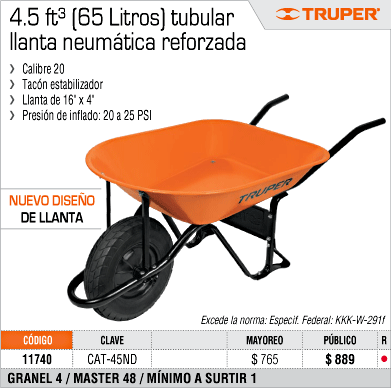 4.5 ft³ (65 Litros) tubular
llanta neumática reforzada
TRUPER®
Calibre 20
Tacón estabilizador
Llanta de 16" x 4"
Presión de inflado: 20 a 25 PSI
TRUPER
NUEVO DISEÑO
DE LLANTA
Excede la norma: Especif. Federal: KKK-W-291f
CÓDIGO CLAVE MAYOREO PÚBLICO R
11740 CAT-45ND $ 765 $ 889
GRANEL 4 / MASTER 48 / MÍNIMO A SURTIR 1